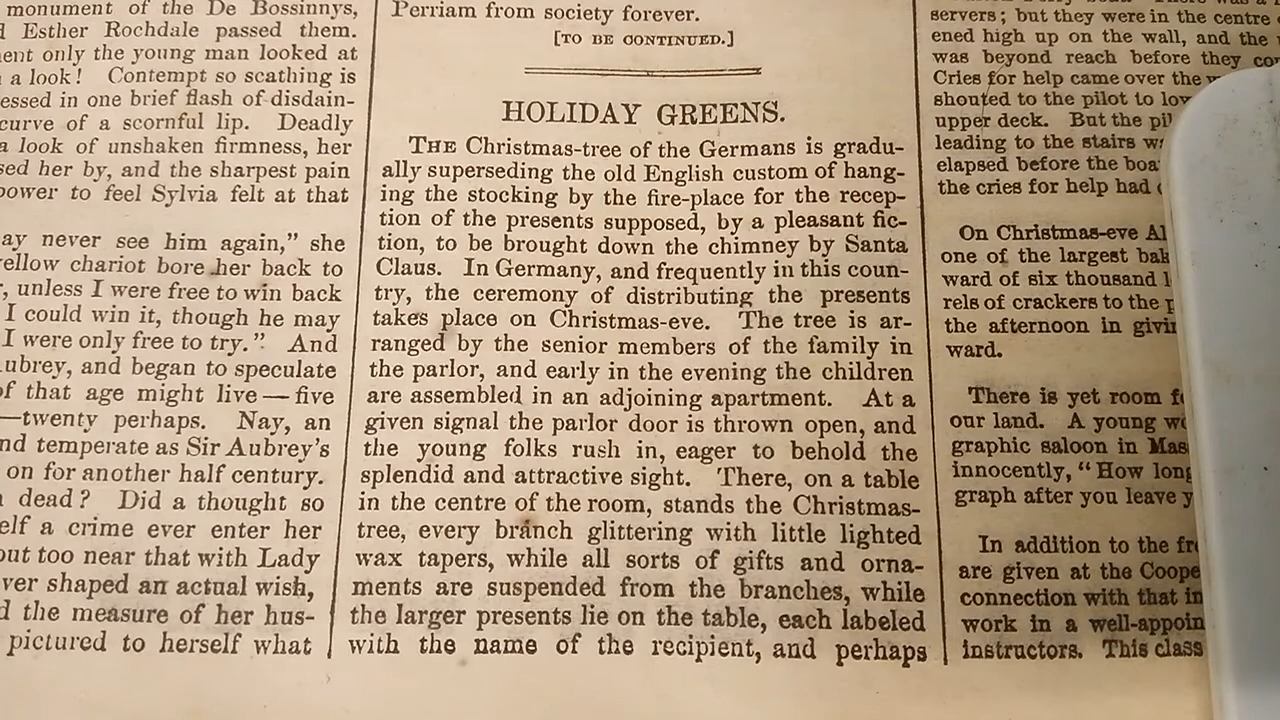 monument of the De Bossinnys,
Esther Rochdale passed them.
only the young man looked at
a look! Contempt so scathing is
essed in one brief flash of disdain-
curve of a scornful lip. Deadly
a look of unshaken firmness, her
her by, and the sharpest pain
power to feel Sylvia felt at that
never see him again,” she
yellow chariot bore her back to
unless I were free to win back
I could win it, though he may
I were only free to try.” And
ubrey, and began to speculate
of that age might live—five
—twenty perhaps. Nay, an
nd temperate as Sir Aubrey's
on for another half century.
dead? Did a thought so
elf a crime ever enter her
but too near that with Lady
ver shaped an actual wish,
the measure of her hus-
pictured to herself what
Perriam from society forever.
[TO BE CONTINUED.]
HOLIDAY GREENS.
THE Christmas-tree of the Germans is gradu-
ally superseding the old English custom of hang-
ing the stocking by the fire-place for the recep-
tion of the presents supposed, by a pleasant fic-
tion, to be brought down the chimney by Santa
Claus. In Germany, and frequently in this coun-
try, the ceremony of distributing the presents
takes place on Christmas-eve. The tree is ar-
ranged by the senior members of the family in
the parlor, and early in the evening the children
are assembled in an adjoining apartment. At a
given signal the parlor door is thrown open, and
the young folks rush in, eager to behold the
splendid and attractive sight. There, on a table
in the centre of the room, stands the Christmas-
tree, every branch glittering with little lighted
wax tapers, while all sorts of gifts and orna-
ments are suspended from the branches, while
the larger presents lie on the table, each labeled
with the name of the recipient, and perhaps
servers; but they were in the centre
ened high up on the wall, and the
was beyond reach before they
Cries for help came over the
shouted to the pilot to
upper deck. But the
leading to the stairs
elapsed before the
the cries for help had
On Christmas-eve
one of the largest
ward of six thousand
rels of crackers to the
the afternoon in
ward.
There is yet room
our land. A young
graphic saloon in
innocently, “How long
graph after you leave
In addition to the
are given at the
connection with that in
work in a
instructors. This class